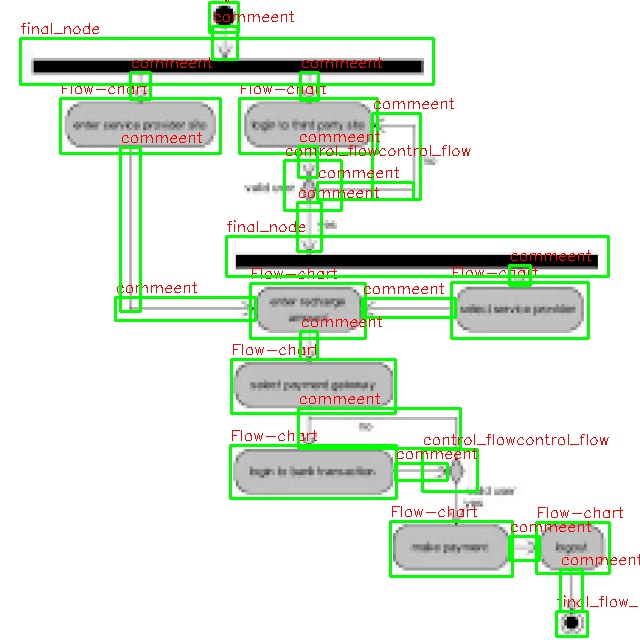 commeent
final_node
commeent
commeent
Flow-chart
Flow-chart
commeent
enter service provider site
login to third party site
commeent
commeent
control_flowcontrol_flow
no
commeent
valid user
commeent
yes
final_node
commeent
Flow-chart
Flow-chart
commeent
commeent
enter recharge
amount
select service provider
commeent
Flow-chart
select payment gateway
commeent
no
Flow-chart
control_flowcontrol_flow
commeent
login to bank transaction
valid user
yes
Flow-chart
Flow-chart
commeent
make payment
logout
commeent
final_flow_